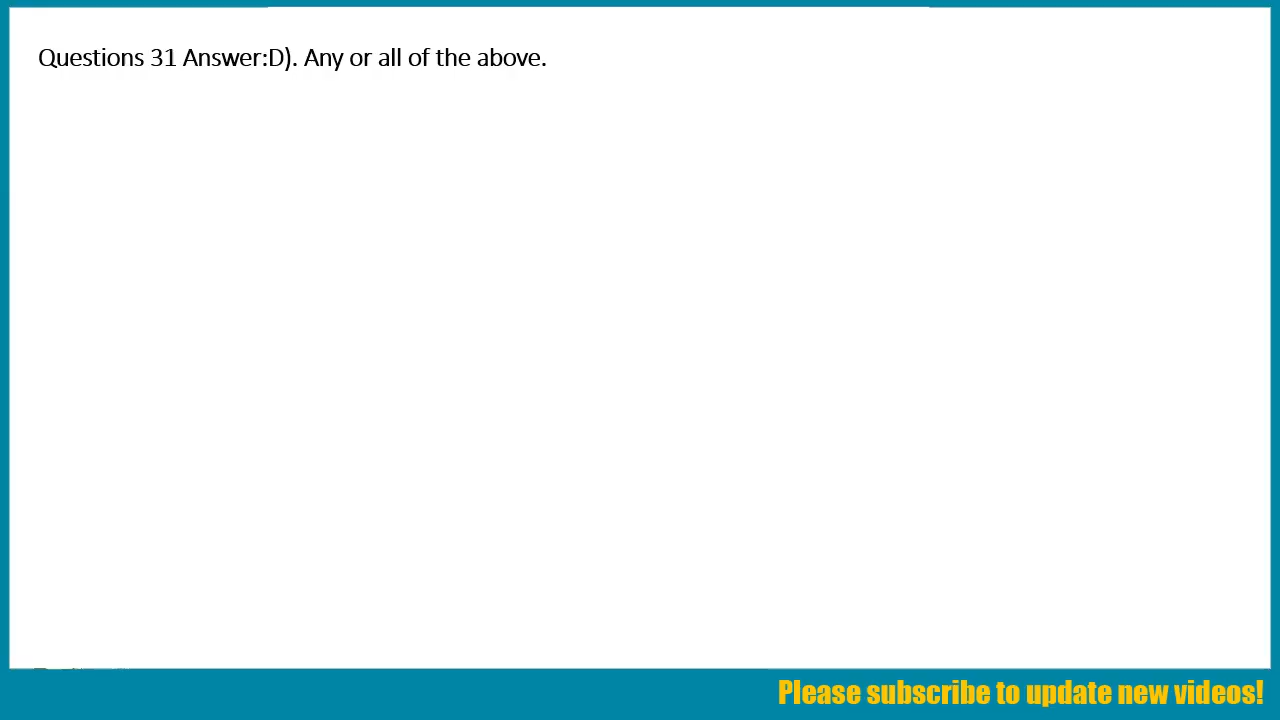 Questions 31 Answer:D). Any or all of the above.
Please subscribe to update new videos!